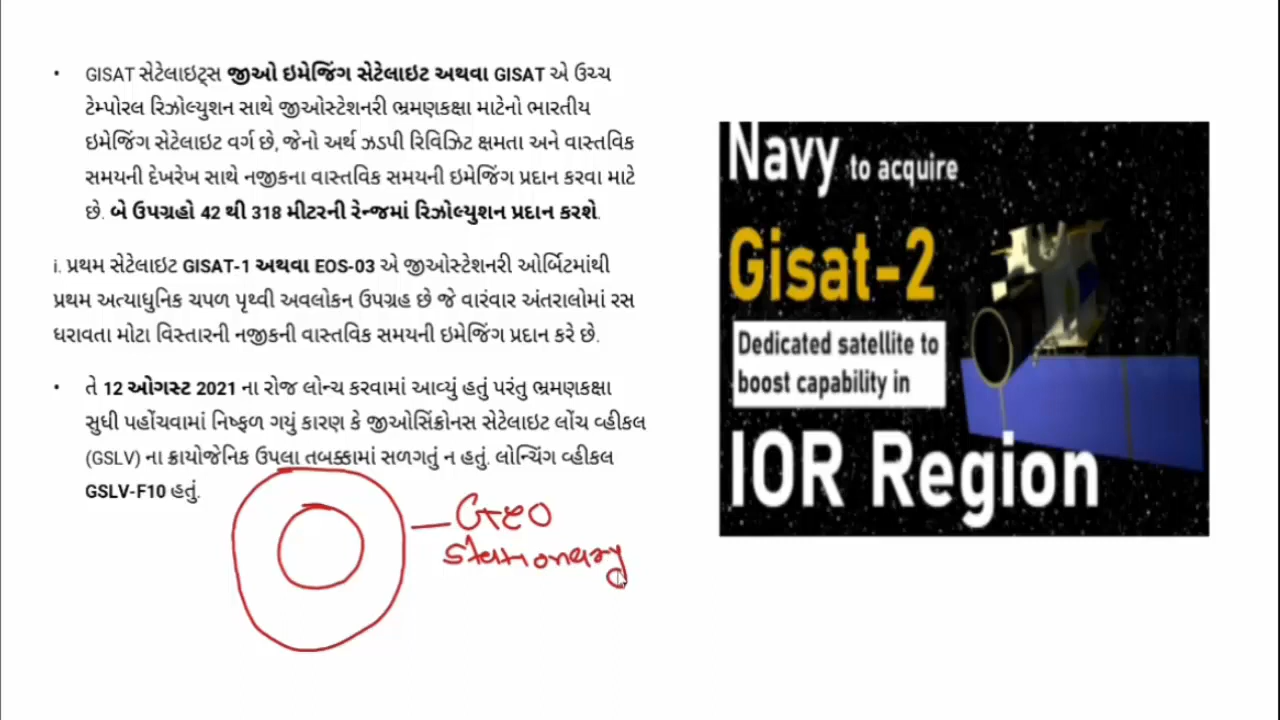 • GISAT સેટેલાઇટ્સ જીઓ ઇમેજિંગ સેટેલાઇટ અથવા GISAT એ ઉચ્ચ
ટેમ્પોરલ રિઝોલ્યુશન સાથે જીઓસ્ટેશનરી ભ્રમણકક્ષા માટેનો ભારતીય
ઇમેજિંગ સેટેલાઇટ વર્ગ છે, જેનો અર્થ ઝડપી રિવિઝિટ ક્ષમતા અને વાસ્તવિક
સમયની દેખરેખ સાથે નજીકના વાસ્તવિક સમયની ઇમેજિંગ પ્રદાન કરવા માટે
છે. બે ઉપગ્રહો 42 થી 318 મીટરની રેન્જમાં રિઝોલ્યુશન પ્રદાન કરશે.
i. પ્રથમ સેટેલાઇટ GISAT-1 અથવા EOS-03 એ જીઓસ્ટેશનરી ઓર્બિટમાંથી
પ્રથમ અત્યાધુનિક ચપળ પૃથ્વી અવલોકન ઉપગ્રહ છે જે વારંવાર અંતરાલોમાં રસ
ધરાવતા મોટા વિસ્તારની નજીકની વાસ્તવિક સમયની ઇમેજિંગ પ્રદાન કરે છે.
• તે 12 ઓગસ્ટ 2021 ના રોજ લોન્ચ કરવામાં આવ્યું હતું પરંતુ ભ્રમણકક્ષા
સુધી પહોંચવામાં નિષ્ફળ ગયું કારણ કે જીઓસિંક્રોનસ સેટેલાઇટ લોંચ વ્હીકલ
(GSLV) ના ક્રાયોજેનિક ઉપલા તબક્કામાં સળગતું ન હતું. લોન્ચિંગ વ્હીકલ
GSLV-F10 હતું.
Geo
stationary
Navy to acquire
Gisat-2
Dedicated satellite to
boost capability in
IOR Region